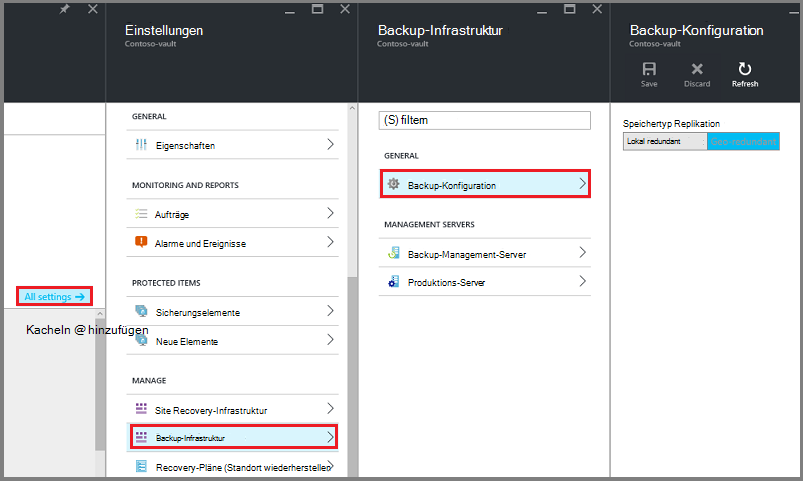 All settings →
Kacheln @ hinzufügen
Einstellungen
Contoso-vault
GENERAL
Eigenschaften
MONITORING AND REPORTS
Aufträge
Alarme und Ereignisse
PROTECTED ITEMS
Sicherungselemente
Neue Elemente
MANAGE
Site Recovery-Infrastruktur
Backup-Infrastruktur
Recovery-Pläne (Standort wiederherstellen
Backup-Infrastruktur
Contoso-vault
(S) filtern
GENERAL
Backup-Konfiguration
MANAGEMENT SERVERS
Backup-Management-Server
Produktions-Server
Backup-Konfiguration
Contoso-vault
Save Discard Refresh
Speichertyp Replikation
Lokal redundant Geo-redundant